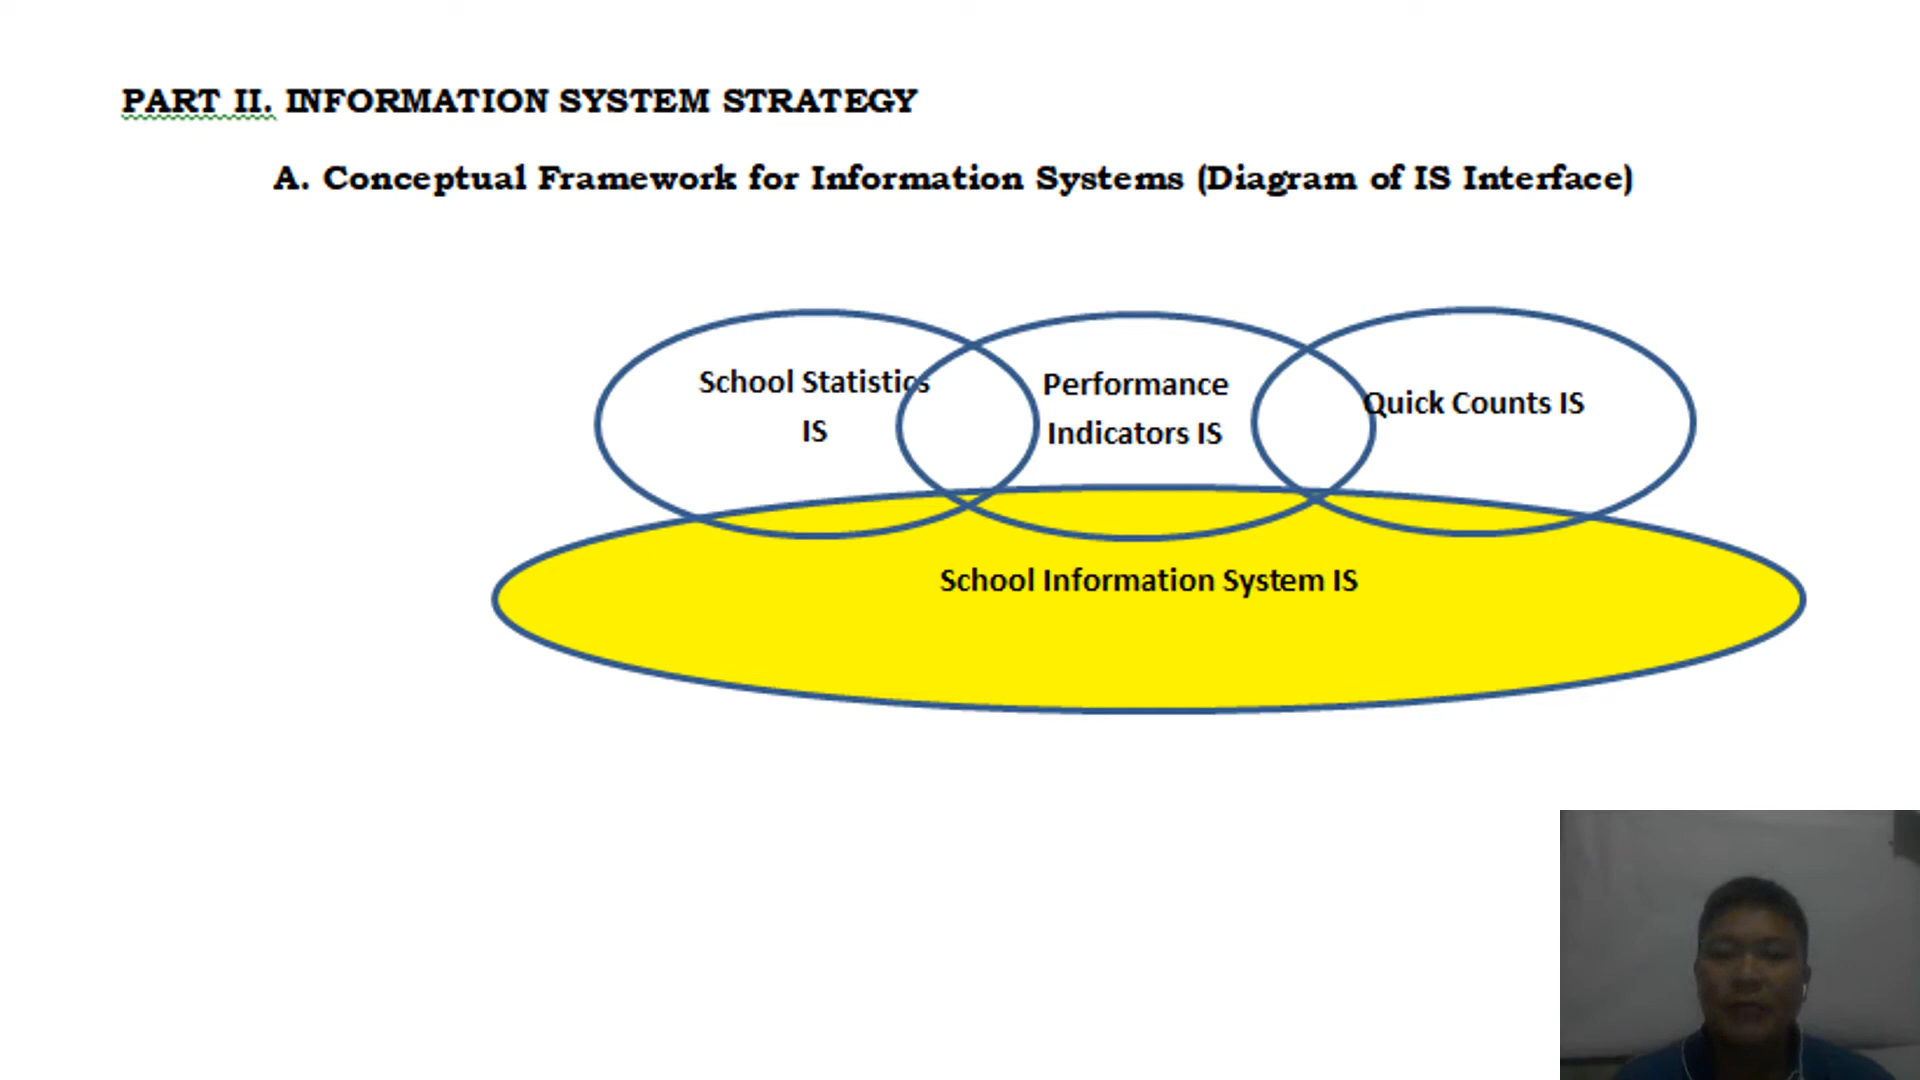 PART II. INFORMATION SYSTEM STRATEGY
A. Conceptual Framework for Information Systems (Diagram of IS Interface)
School Statistics
IS
Performance
Indicators IS
Quick Counts IS
School Information System IS